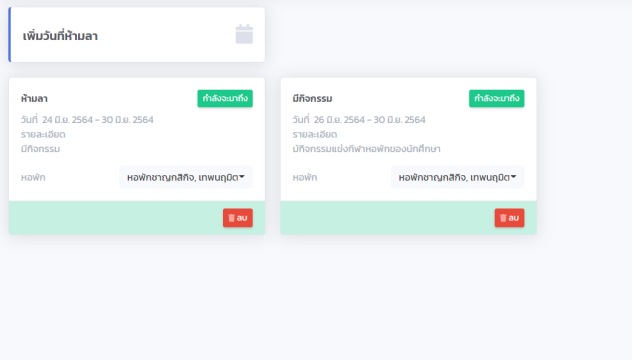 เพิ่มวันที่ห้ามลา
ห้ามลา
กำลังจะมาถึง
วันที่ 24 มิ.ย. 2564 - 30 มิ.ย. 2564
รายละเอียด
มีกิจกรรม
หอพัก
หอพักชาญกสิกิจ, เทพนฤมิต
ลบ
มีกิจกรรม
กำลังจะมาถึง
วันที่ 26 มิ.ย. 2564 - 30 มิ.ย. 2564
รายละเอียด
มีกิจกรรมแข่งกีฬาหอพักของนักศึกษา
หอพัก
หอพักชาญกสิกิจ, เทพนฤมิต
ลบ